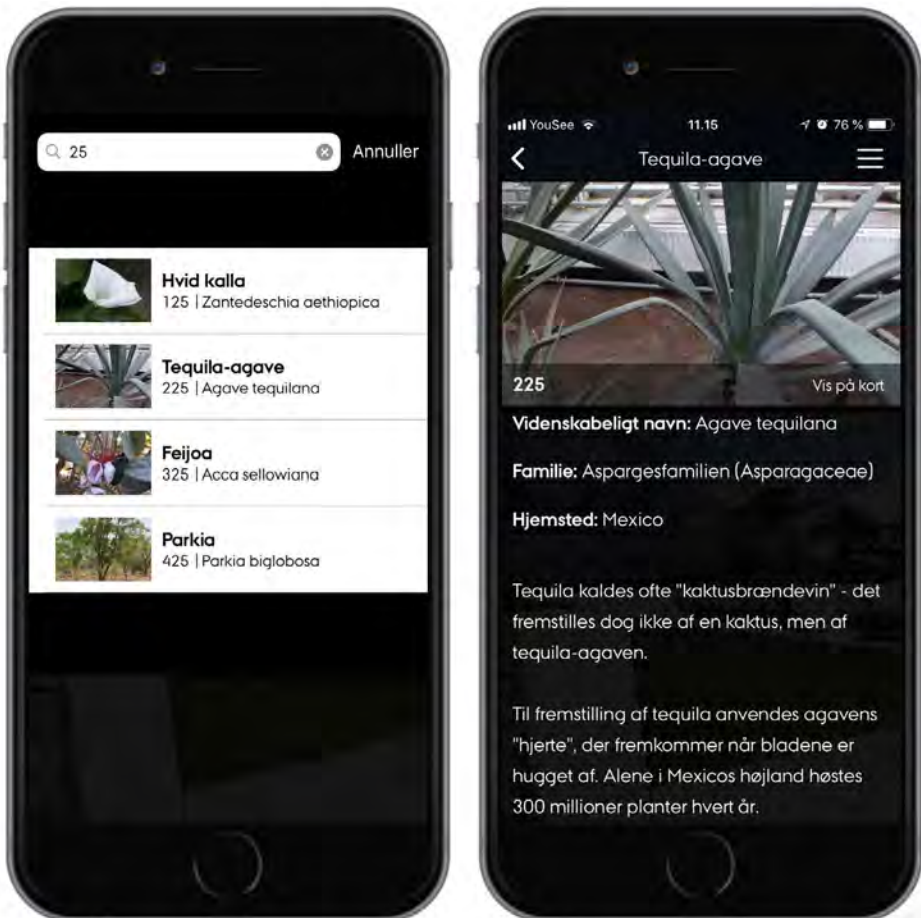 25
Annuller
Hvid kalla
125 | Zantedeschia aethiopica
Tequila-agave
225 | Agave tequilana
Feijoa
325 | Acca sellowiana
Parkia
425 | Parkia biglobosa
YouSee
11.15
76 %
Tequila-agave
225
Vis på kort
Videnskabeligt navn: Agave tequilana
Familie: Aspargesfamilien (Asparagaceae)
Hjemsted: Mexico
Tequila kaldes ofte "kaktusbrændevin" - det
fremstilles dog ikke af en kaktus, men af
tequila-agaven.
Til fremstilling af tequila anvendes agavens
"hjerte", der fremkommer når bladene er
hugget af. Alene i Mexicos højland høstes
300 millioner planter hvert år.